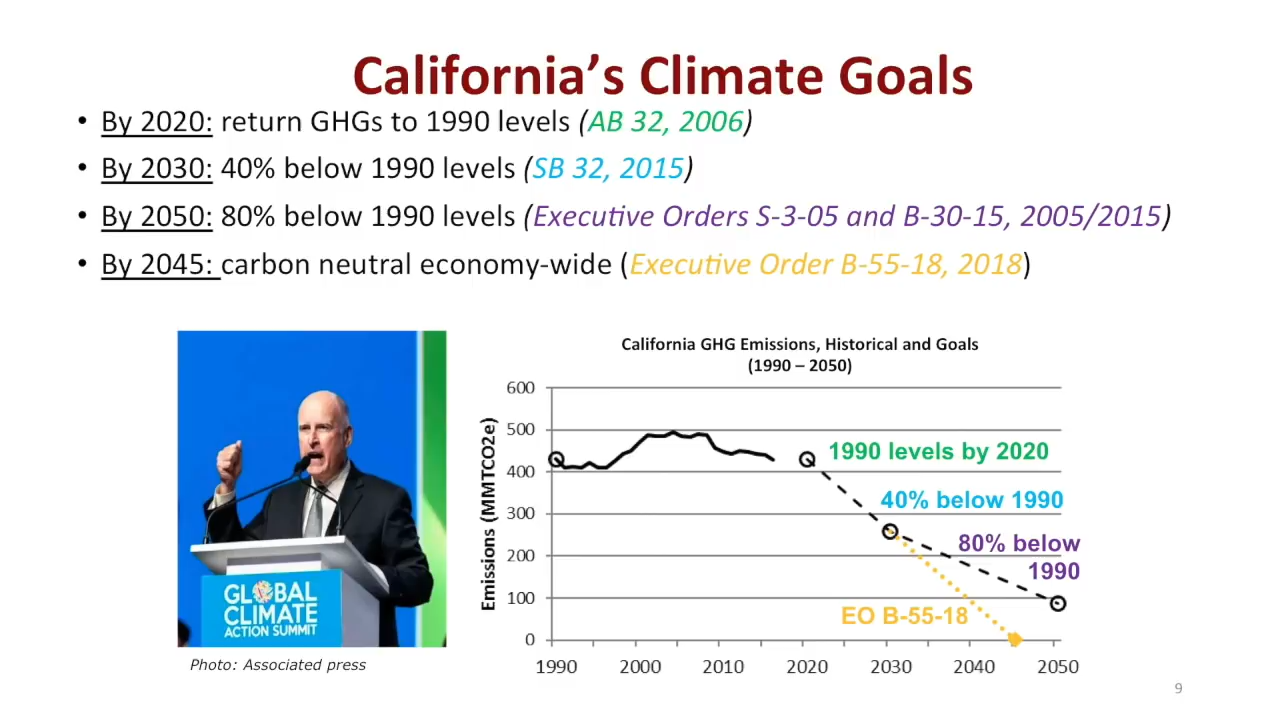 California's Climate Goals
• By 2020: return GHGs to 1990 levels (AB 32, 2006)
• By 2030: 40% below 1990 levels (SB 32, 2015)
• By 2050: 80% below 1990 levels (Executive Orders S-3-05 and B-30-15, 2005/2015)
• By 2045: carbon neutral economy-wide (Executive Order B-55-18, 2018)
GLOBAL
CLIMATE
ACTION SUMMIT
Photo: Associated press
California GHG Emissions, Historical and Goals
(1990 – 2050)
Emissions (MMTCO2e)
600
500
400
300
200
100
0
1990 levels by 2020
40% below 1990
80% below
1990
EO B-55-18
1990 2000 2010 2020 2030 2040 2050
9